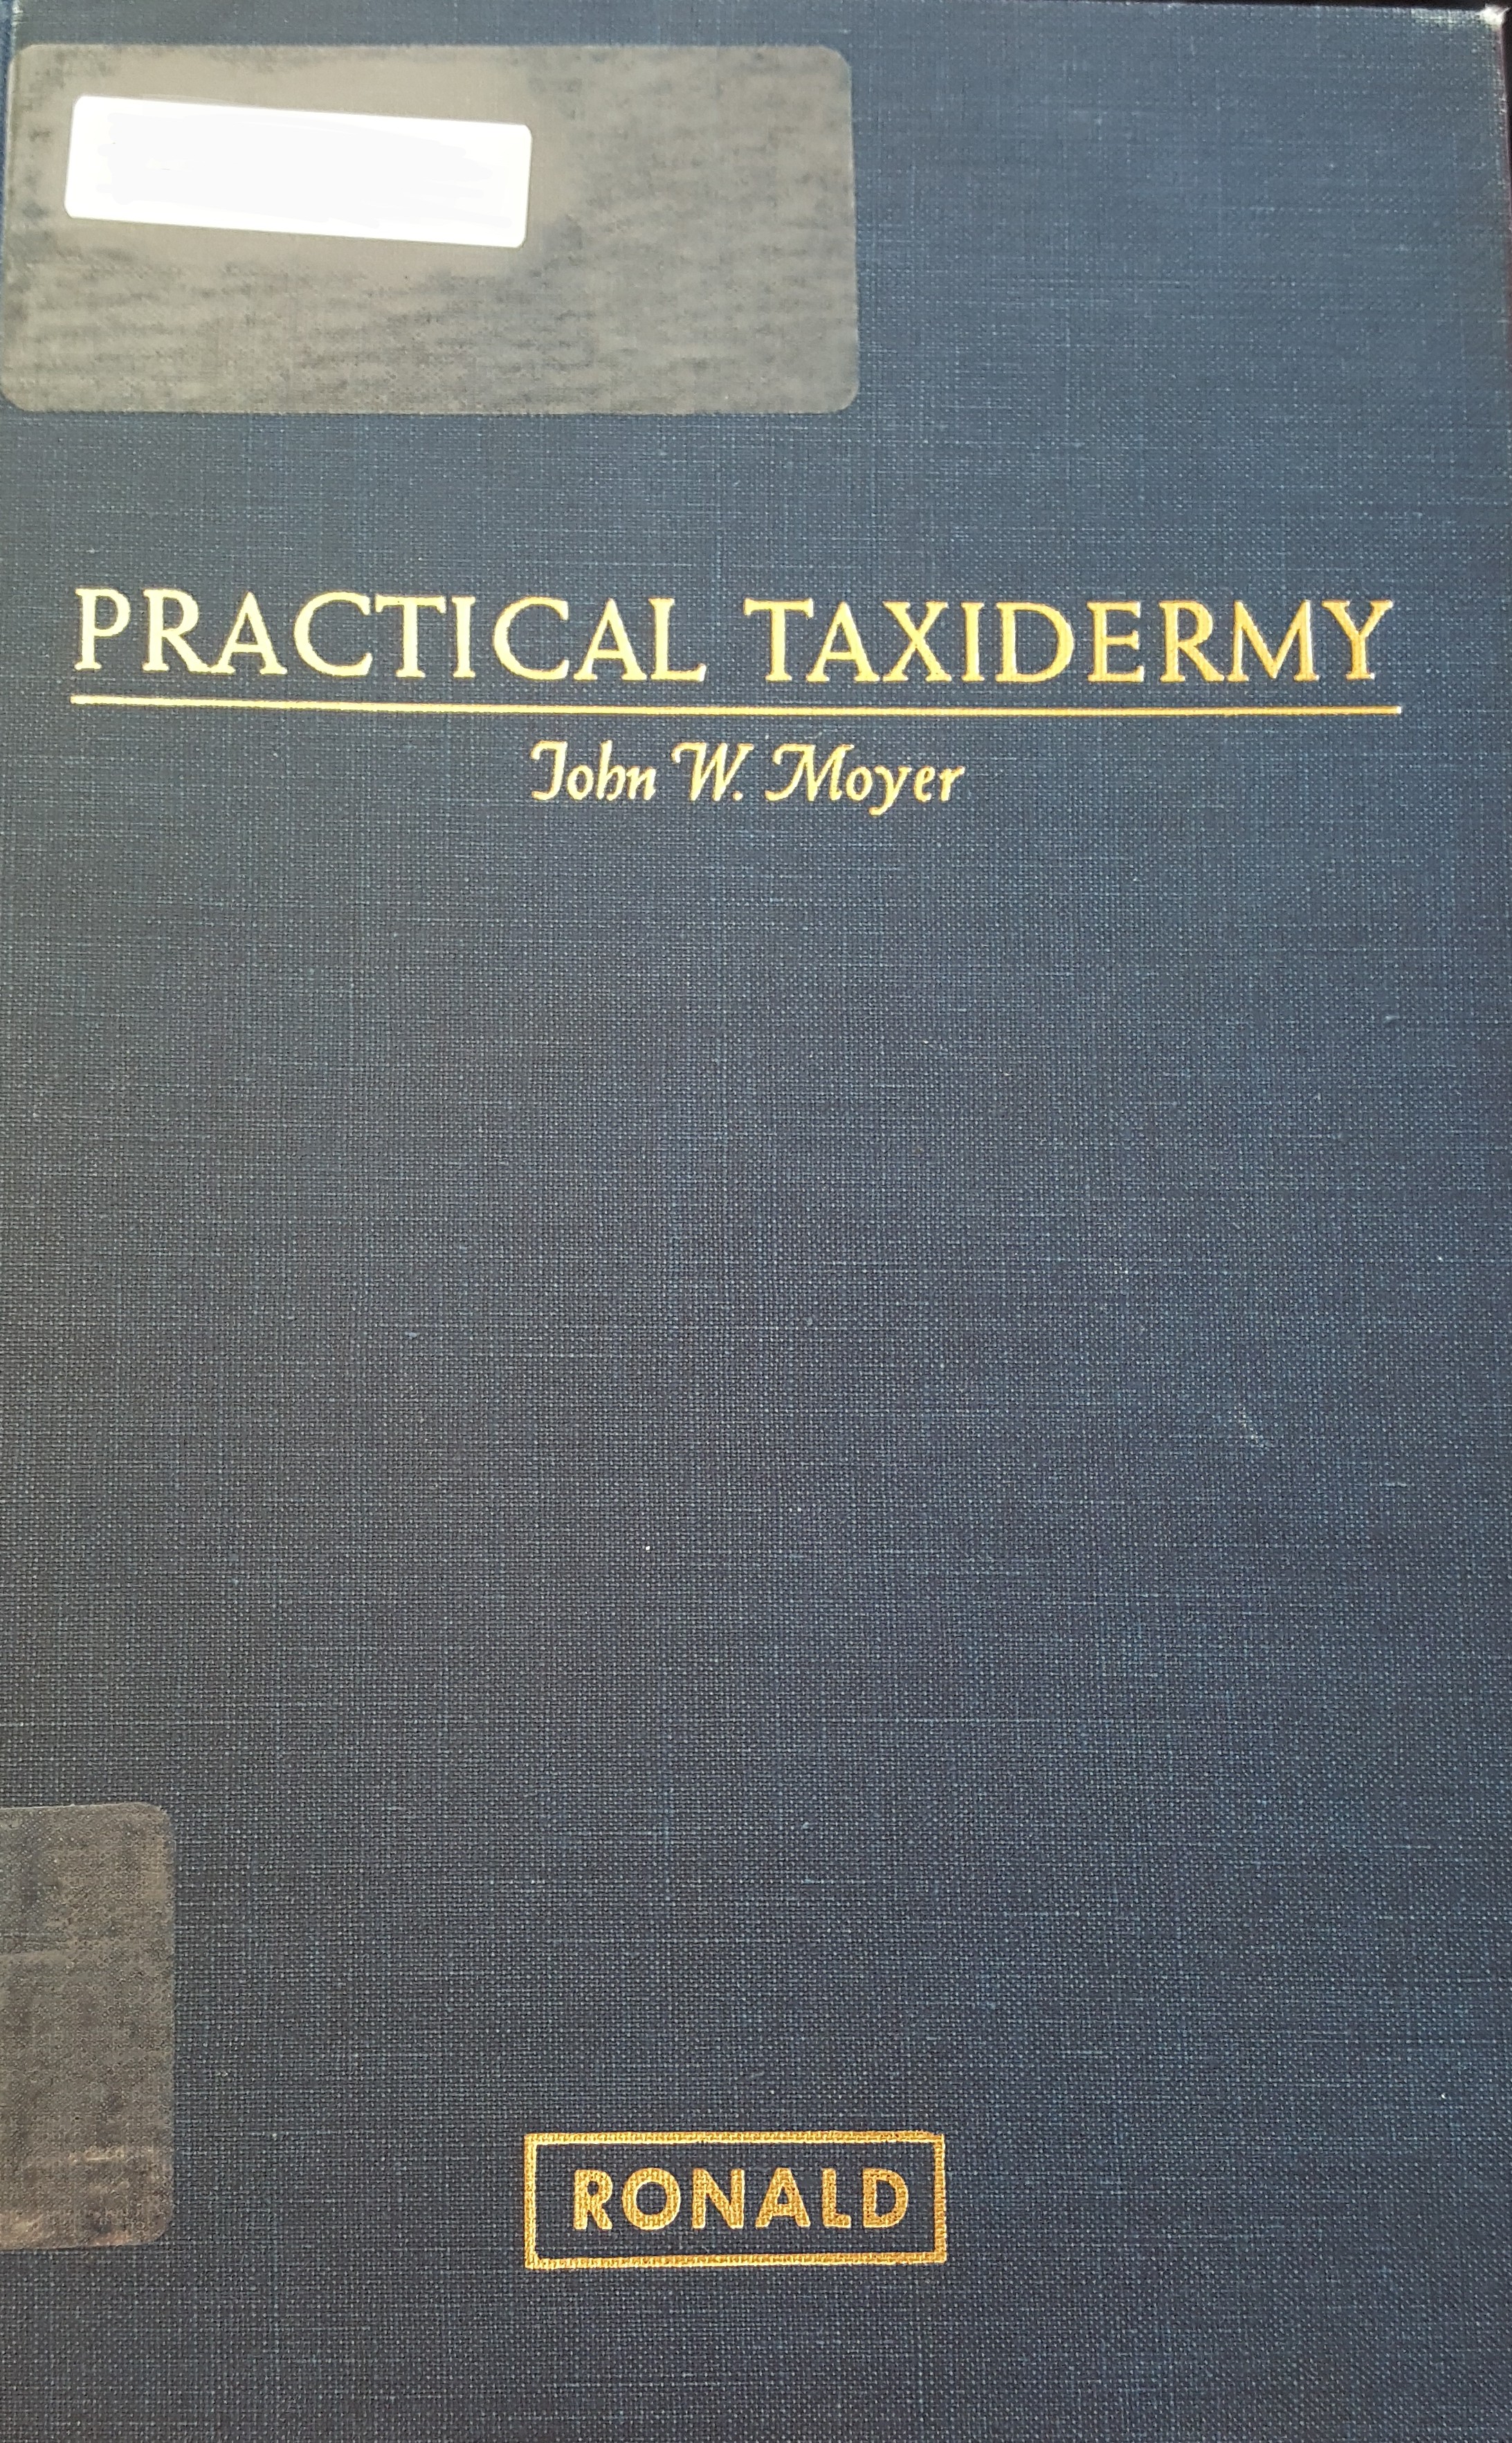 PRACTICAL TAXIDERMY
John W. Moyer
RONALD